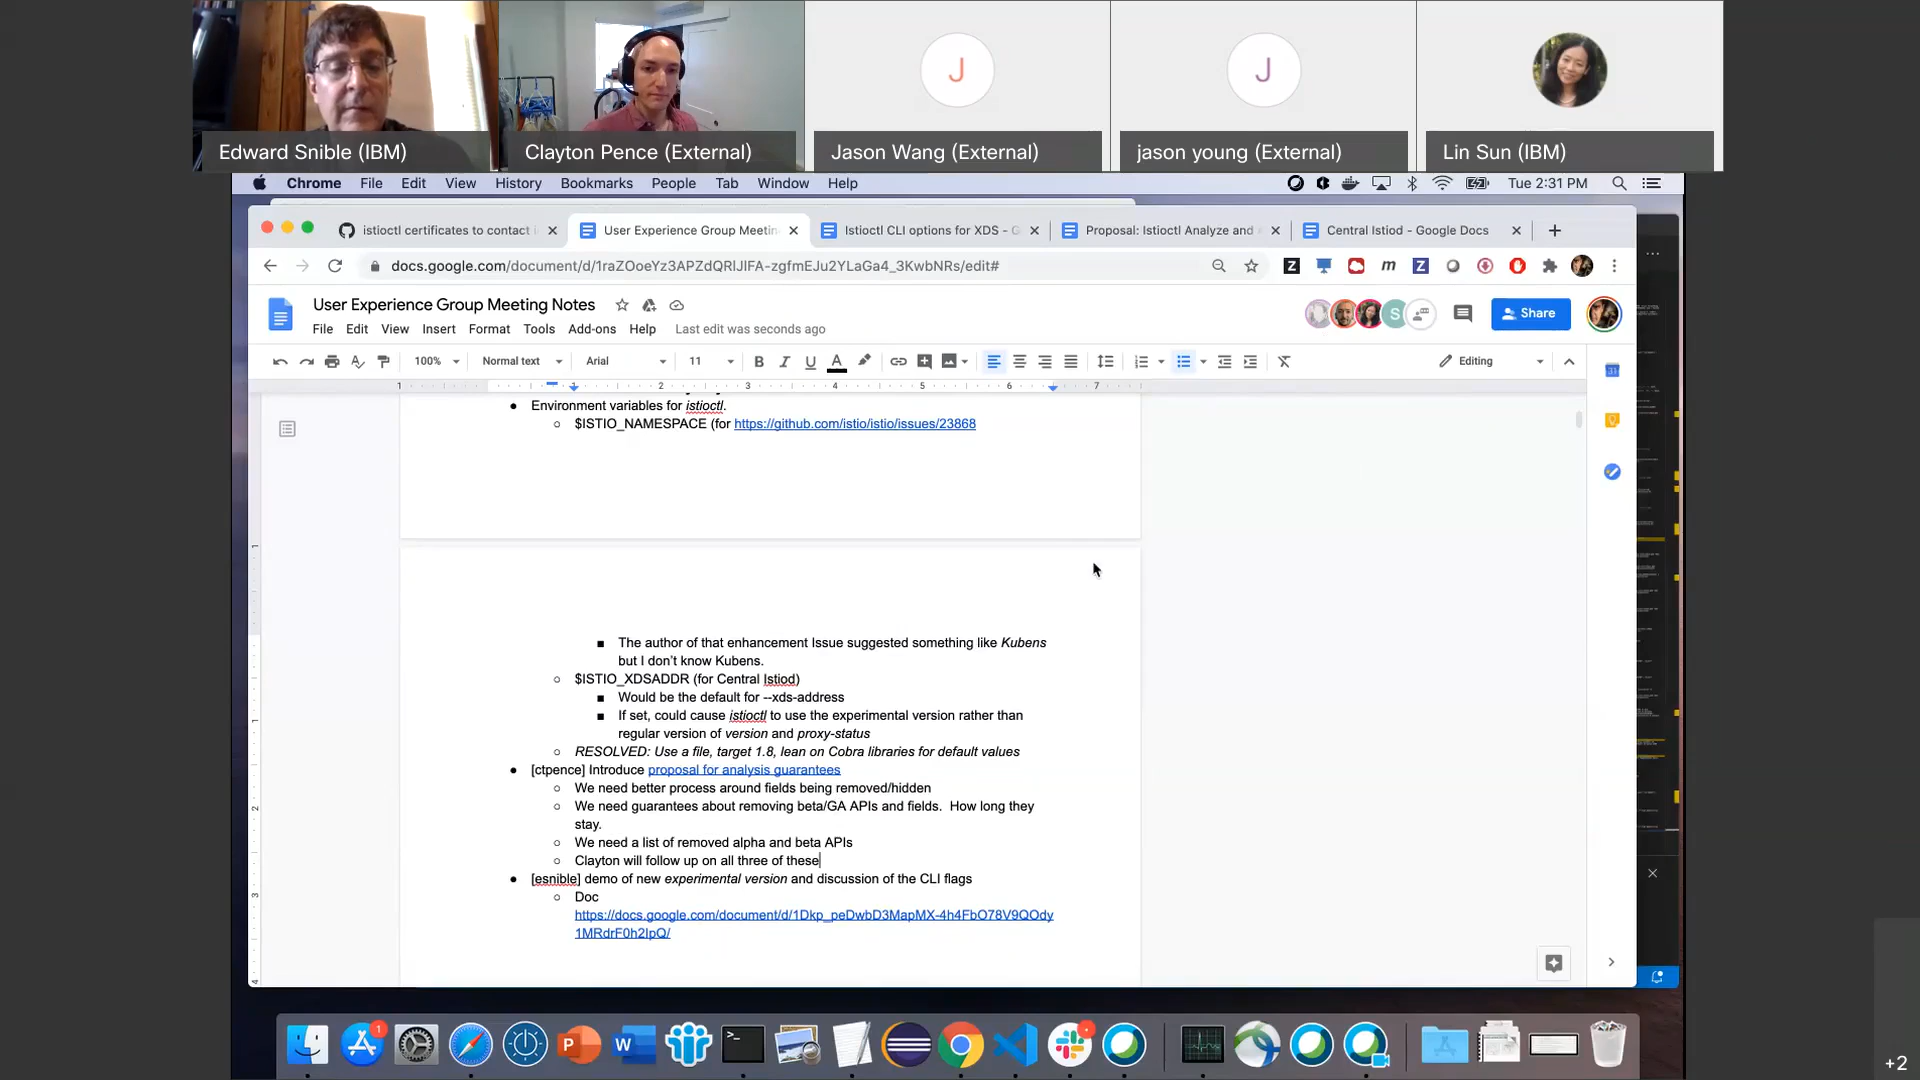 J
J
Edward Snible (IBM)
Clayton Pence (External)
Jason Wang (External)
jason young (External)
Lin Sun (IBM)
Chrome File Edit View History Bookmarks People Tab Window Help
Tue 2:31 PM
istioctl certificates to contact
User Experience Group Meetin
Istioctl CLI options for XDS - G
Proposal: Istioctl Analyze and
Central Istiod - Google Docs
docs.google.com/document/d/1raZOoeYz3APZdQRlJlFA-zgfmEJu2YLaGa4_3KwbNRs/edit#
User Experience Group Meeting Notes
File Edit View Insert Format Tools Add-ons Help Last edit was seconds ago
S
Share
100% Normal text Arial 11 B I U A
Editing
1 1 2 3 4 5 6 7
Environment variables for istioctl.
$ISTIO_NAMESPACE (for https://github.com/istio/istio/issues/23868
The author of that enhancement Issue suggested something like Kubens
but I don't know Kubens.
$ISTIO_XDSADDR (for Central Istiod)
Would be the default for --xds-address
If set, could cause istioctl to use the experimental version rather than
regular version of version and proxy-status
RESOLVED: Use a file, target 1.8, lean on Cobra libraries for default values
[ctpence] Introduce proposal for analysis guarantees
We need better process around fields being removed/hidden
We need guarantees about removing beta/GA APIs and fields.  How long they
stay.
We need a list of removed alpha and beta APIs
Clayton will follow up on all three of these
[esnible] demo of new experimental version and discussion of the CLI flags
Doc
https://docs.google.com/document/d/1Dkp_peDwbD3MapMX-4h4FbO78V9QOdy
1MRdrF0h2IpQ/
+2